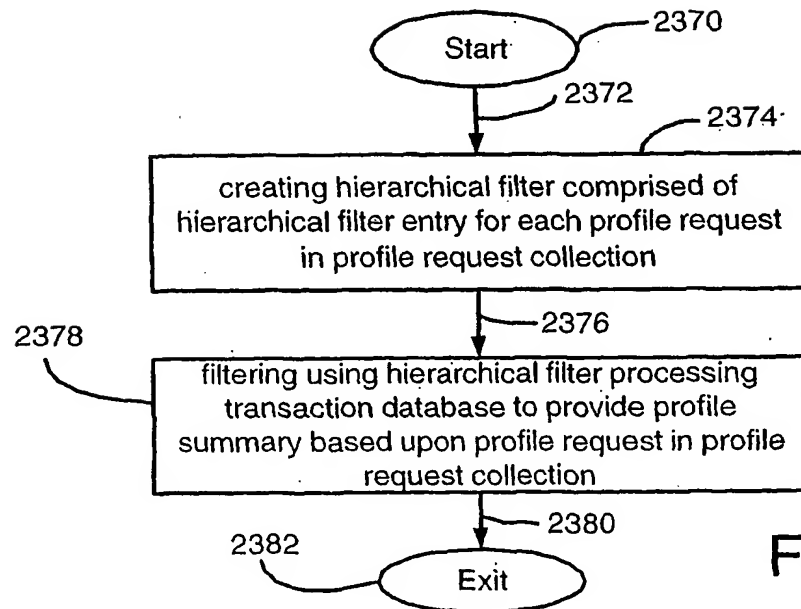 Start
2370
2372
2374
creating hierarchical filter comprised of
hierarchical filter entry for each profile request
in profile request collection
2376
2378
filtering using hierarchical filter processing
transaction database to provide profile
summary based upon profile request in profile
request collection
2380
2382
Exit
F